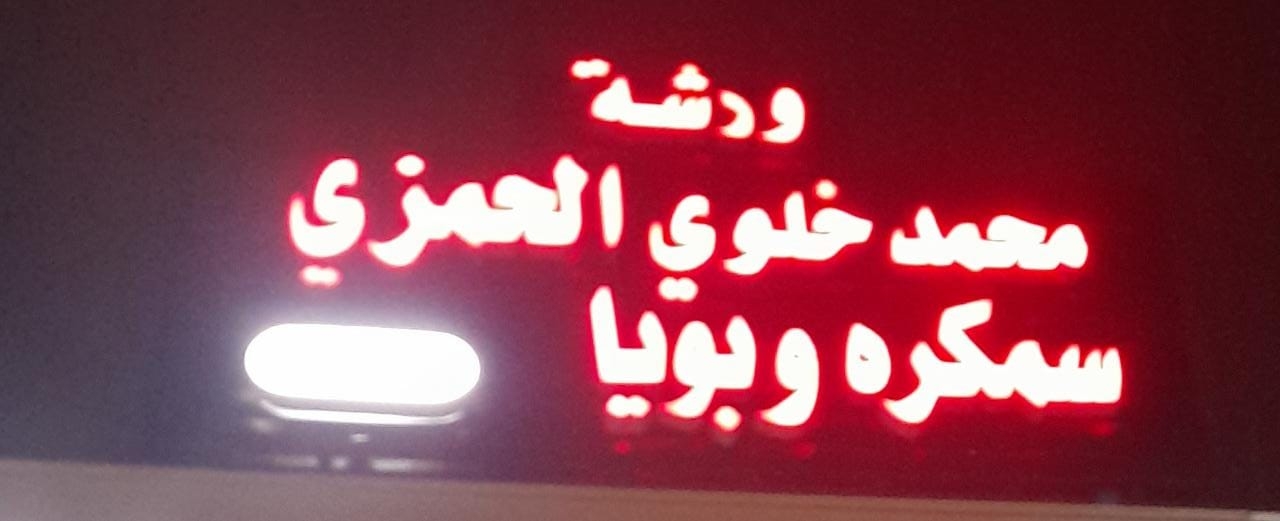 ورشة
محمد خلوي الحمزي
سمكره وبويا